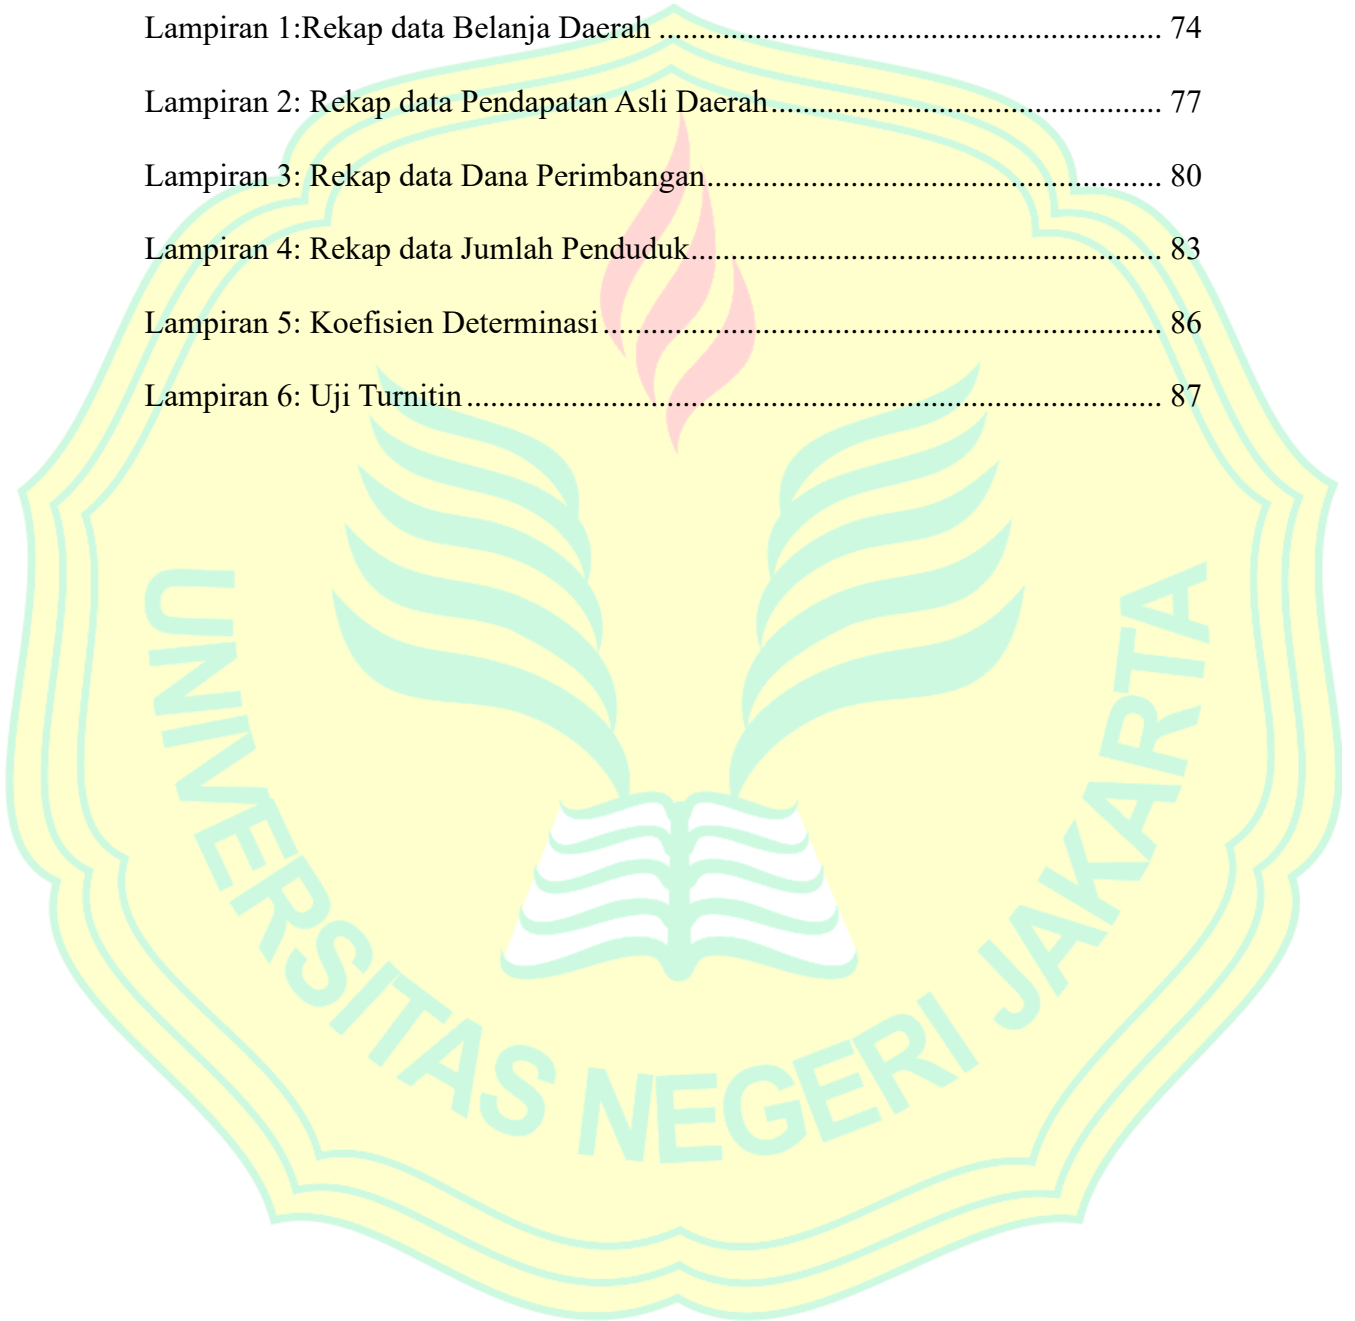 Lampiran 1:Rekap data Belanja Daerah ............................................................... 74
Lampiran 2: Rekap data Pendapatan Asli Daerah ................................................. 77
Lampiran 3: Rekap data Dana Perimbangan ......................................................... 80
Lampiran 4: Rekap data Jumlah Penduduk ........................................................... 83
Lampiran 5: Koefisien Determinasi ...................................................................... 86
Lampiran 6: Uji Turnitin ....................................................................................... 87
UNIVERSITAS NEGERI JAKARTA